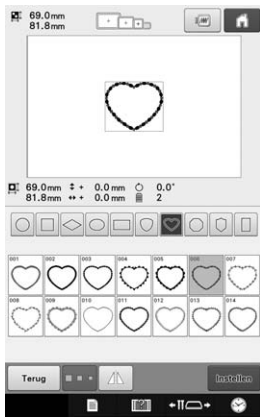 69.0mm
81.8mm
69.0mm + 0.0mm 0.0°
81.8mm + 0.0mm 2
001 002 003 004 005 006 007
008 009 010 011 012 013 014
Terug Instellen